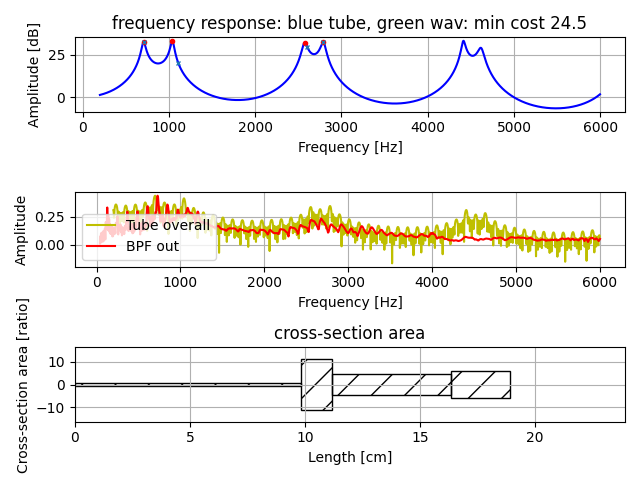 frequency response: blue tube, green wav: min cost 24.5
Amplitude [dB]
25
0
0 1000 2000 3000 4000 5000 6000
Frequency [Hz]
Amplitude
0.25
0.00
Tube overall
BPF out
0 1000 2000 3000 4000 5000 6000
Frequency [Hz]
cross-section area
Cross-section area [ratio]
10
0
−10
0 5 10 15 20
Length [cm]